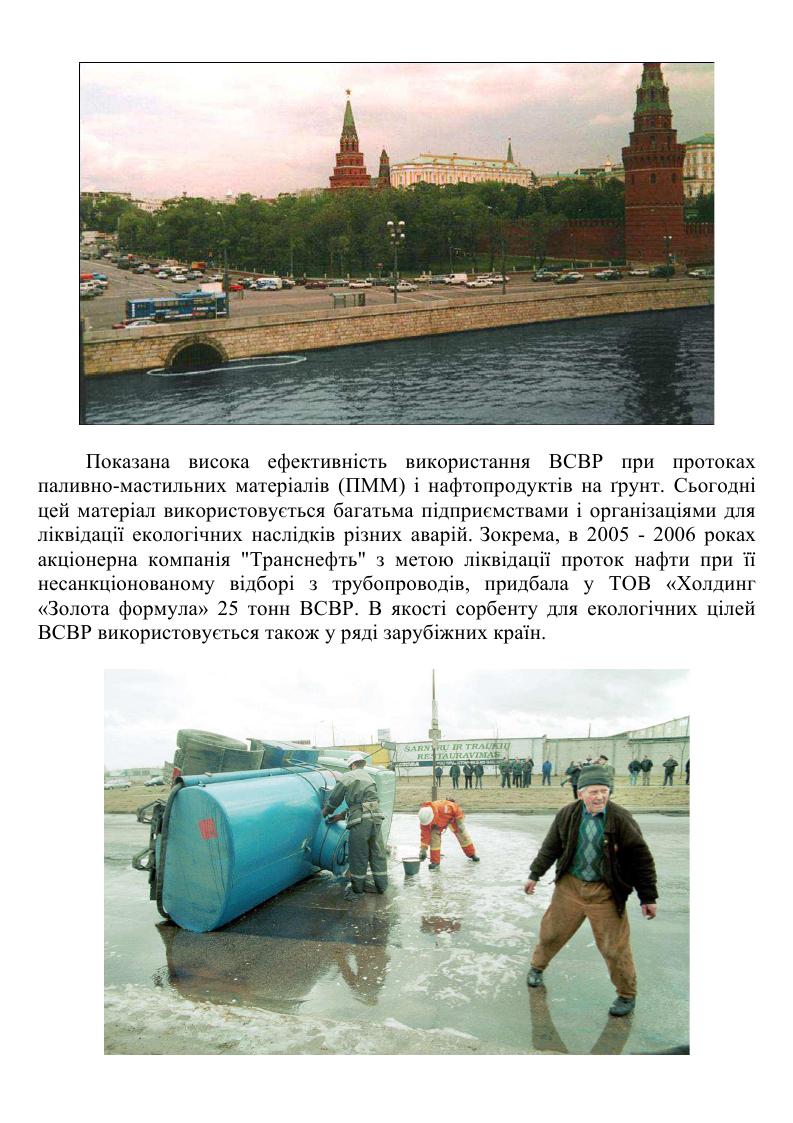 Показана висока ефективність використання ВСВР при протоках
паливно-мастильних матеріалів (ПММ) і нафтопродуктів на ґрунт. Сьогодні
цей матеріал використовується багатьма підприємствами і організаціями для
ліквідації екологічних наслідків різних аварій. Зокрема, в 2005 - 2006 роках
акціонерна компанія "Транснефть" з метою ліквідації проток нафти при її
несанкціонованому відборі з трубопроводів, придбала у ТОВ «Холдинг
«Золота формула» 25 тонн ВСВР. В якості сорбенту для екологічних цілей
ВСВР використовується також у ряді зарубіжних країн.
ŠARNYRŲ IR TRAUKIŲ
RESTAURAVIMAS